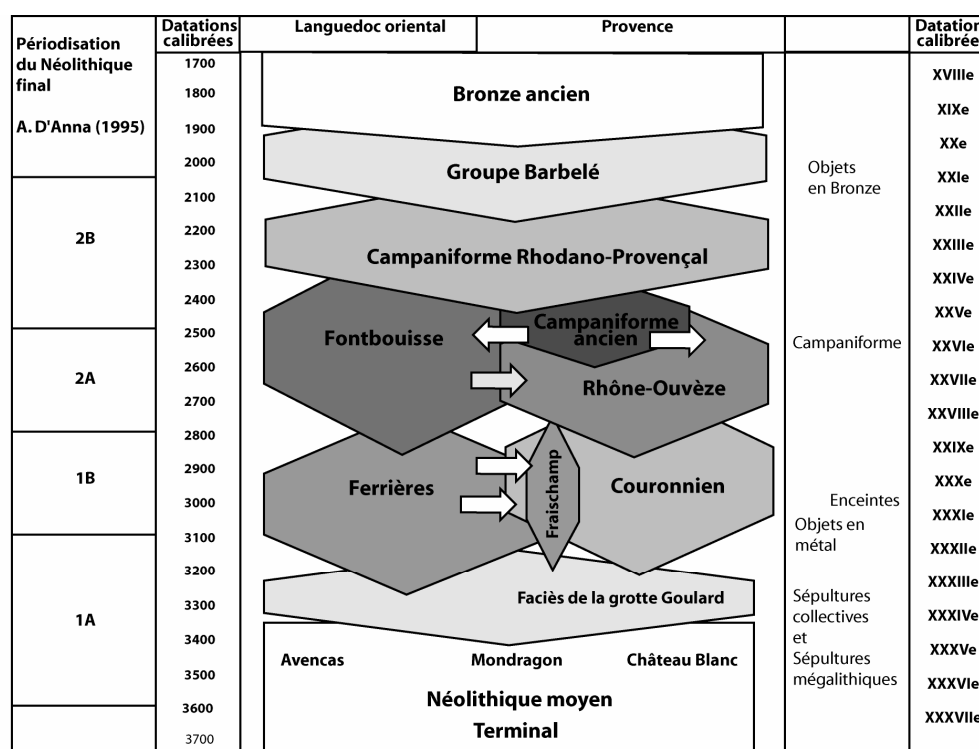 Périodisation
du Néolithique
final
A. D'Anna (1995)
2B
2A
1B
1A
Datations
calibrées
1700
1800
1900
2000
2100
2200
2300
2400
2500
2600
2700
2800
2900
3000
3100
3200
3300
3400
3500
3600
3700
Languedoc oriental
Provence
Bronze ancien
Groupe Barbelé
Campaniforme Rhodano-Provençal
Fontbouisse
Campaniforme
ancien
Rhône-Ouvèze
Ferrières
Fraischamp
Couronnien
Faciès de la grotte Goulard
Avencas
Mondragon
Château Blanc
Néolithique moyen
Terminal
Objets
en Bronze
Campaniforme
Enceintes
Objets en
métal
Sépultures
collectives
et
Sépultures
mégalithiques
Datation
calibrée
XVIIIe
XIXe
XXe
XXIe
XXIIe
XXIIIe
XXIVe
XXVe
XXVIe
XXVIIe
XXVIIIe
XXIXe
XXXe
XXXIe
XXXIIe
XXXIIIe
XXXIVe
XXXVe
XXXVIe
XXXVIIe